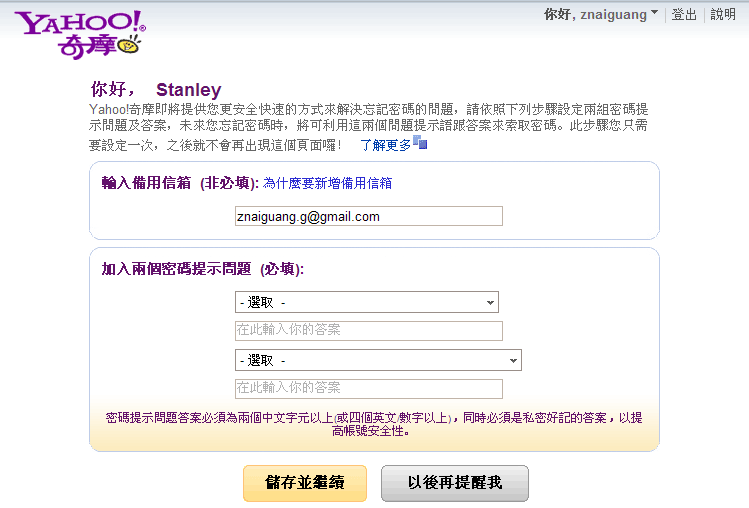 YAHOO!
奇摩
你好, znaiguang 登出 說明
你好， Stanley
Yahoo!奇摩即將提供您更安全快速的方式來解決忘記密碼的問題，請依照下列步驟設定兩組密碼提
示問題及答案，未來您忘記密碼時，將可利用這兩個問題提示語跟答案來索取密碼。此步驟您只需
要設定一次，之後就不會再出現這個頁面囉！ 了解更多
輸入備用信箱 (非必填): 為什麼要新增備用信箱
znaiguang.g@gmail.com
加入兩個密碼提示問題 (必填):
- 選取 -
在此輸入你的答案
- 選取 -
在此輸入你的答案
密碼提示問題答案必須為兩個中文字元以上(或四個英文/數字以上)，同時必須是私密好記的答案，以提
高帳號安全性。
儲存並繼續 以後再提醒我